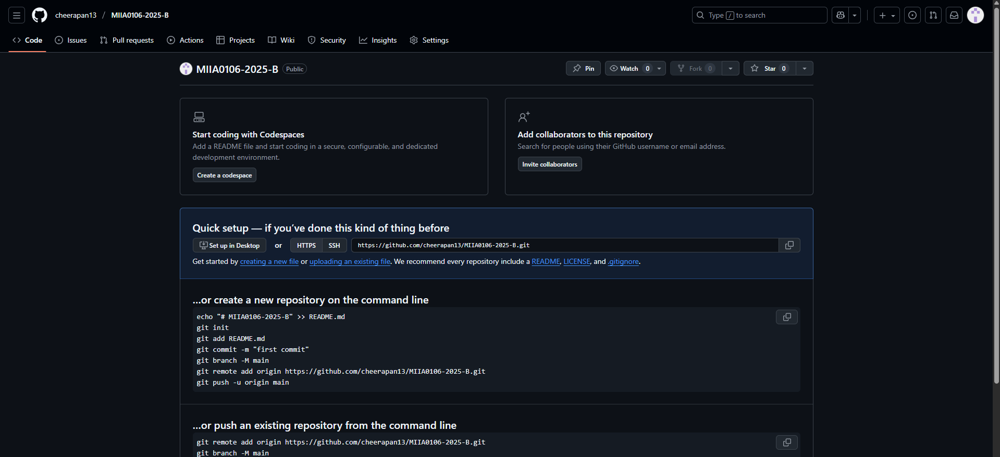 cheerapan13 / MIIA0106-2025-B
Type / to search
Code
Issues
Pull requests
Actions
Projects
Wiki
Security
Insights
Settings
MIIA0106-2025-B Public
Pin
Watch 0
Fork 0
Star 0
Start coding with Codespaces
Add a README file and start coding in a secure, configurable, and dedicated
development environment.
Create a codespace
Add collaborators to this repository
Search for people using their GitHub username or email address.
Invite collaborators
Quick setup — if you’ve done this kind of thing before
Set up in Desktop or HTTPS SSH https://github.com/cheerapan13/MIIA0106-2025-B.git
Get started by creating a new file or uploading an existing file. We recommend every repository include a README, LICENSE, and .gitignore.
…or create a new repository on the command line
echo "# MIIA0106-2025-B" >> README.md
git init
git add README.md
git commit -m "first commit"
git branch -M main
git remote add origin https://github.com/cheerapan13/MIIA0106-2025-B.git
git push -u origin main
…or push an existing repository from the command line
git remote add origin https://github.com/cheerapan13/MIIA0106-2025-B.git
git branch -M main